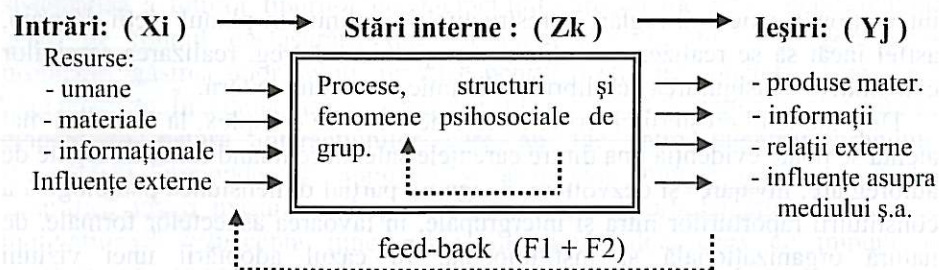 Intrări: (Xi) Stări interne : (Zk) Ieşiri: (Yj)
Resurse:
- umane
- materiale
- informaţionale
Influenţe externe
Procese, structuri şi
fenomene psihosociale de
grup.
- produse mater.
- informaţii
- relaţii externe
- influenţe asupra
mediului ş.a.
feed-back (F1 + F2)